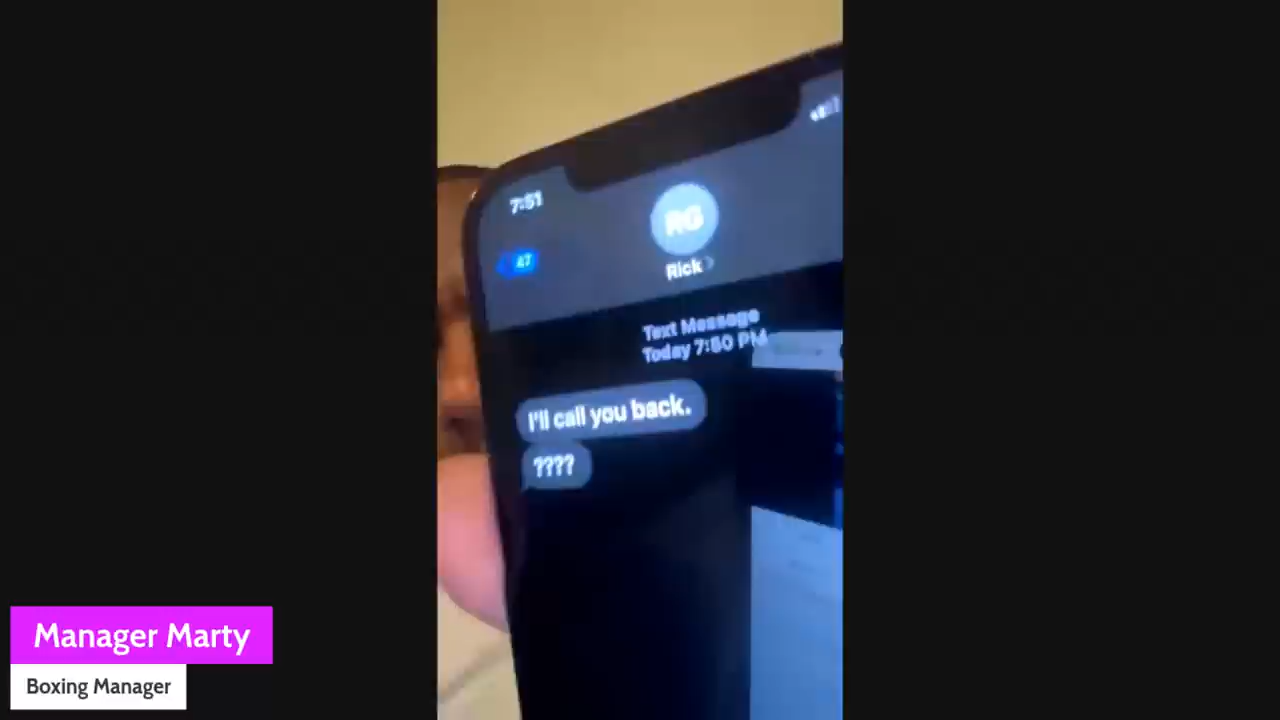 7:51
47
RG
Rick
Text Message
Today 7:50 PM
I'll call you back.
????
Manager Marty
Boxing Manager